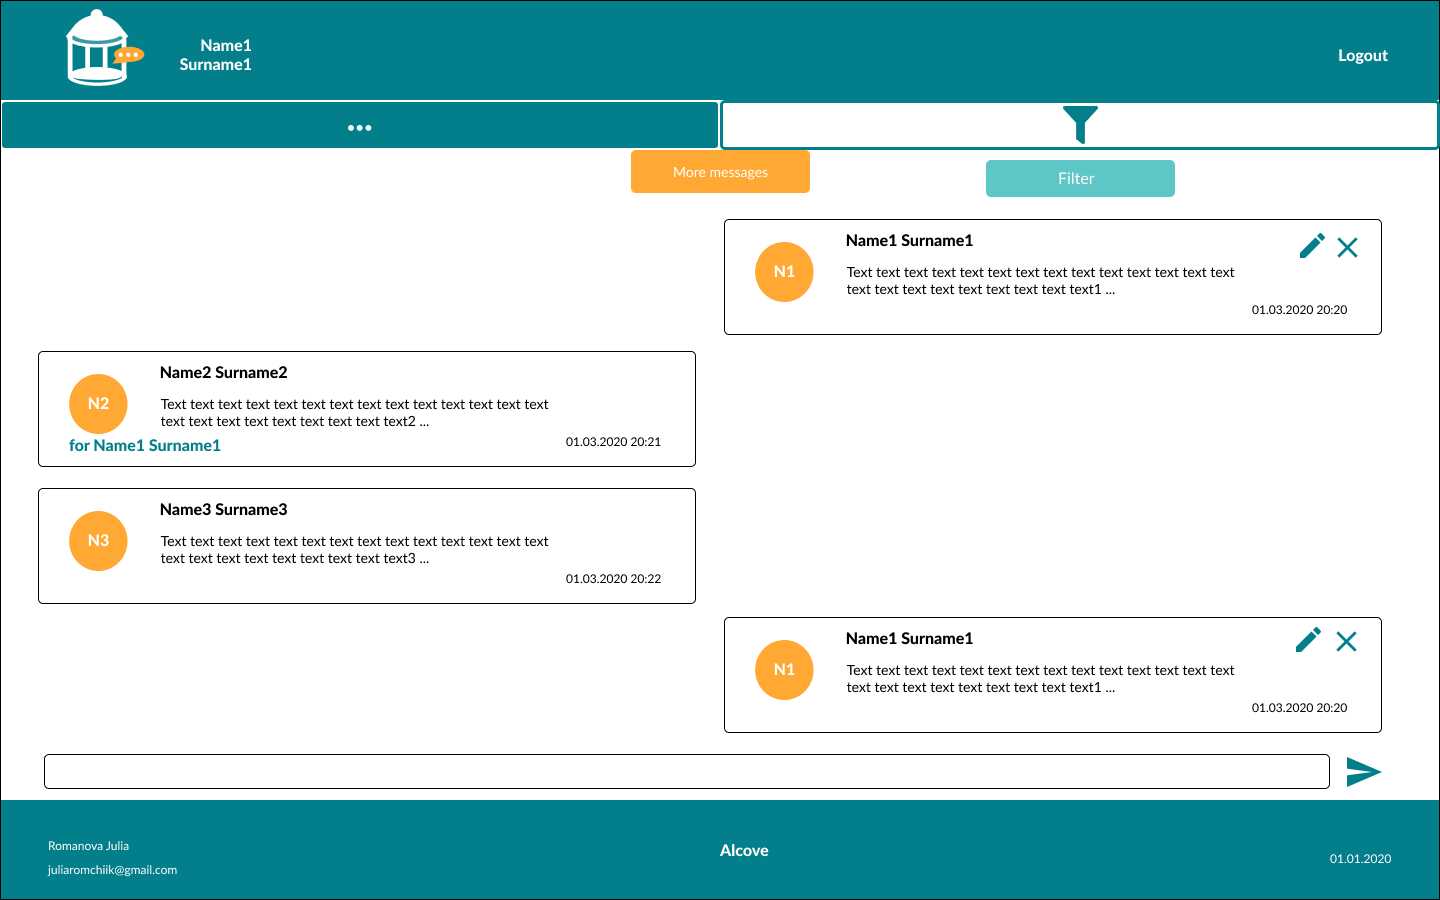 Name1
Surname1
Logout
More messages
Filter
N1
Name1 Surname1
Text text text text text text text text text text text text text text
text text text text text text text text text1 ...
01.03.2020 20:20
N2
Name2 Surname2
Text text text text text text text text text text text text text text
text text text text text text text text text2 ...
for Name1 Surname1
01.03.2020 20:21
N3
Name3 Surname3
Text text text text text text text text text text text text text text
text text text text text text text text text3 ...
01.03.2020 20:22
N1
Name1 Surname1
Text text text text text text text text text text text text text text
text text text text text text text text text1 ...
01.03.2020 20:20
Romanova Julia
juliaromchiik@gmail.com
Alcove
01.01.2020